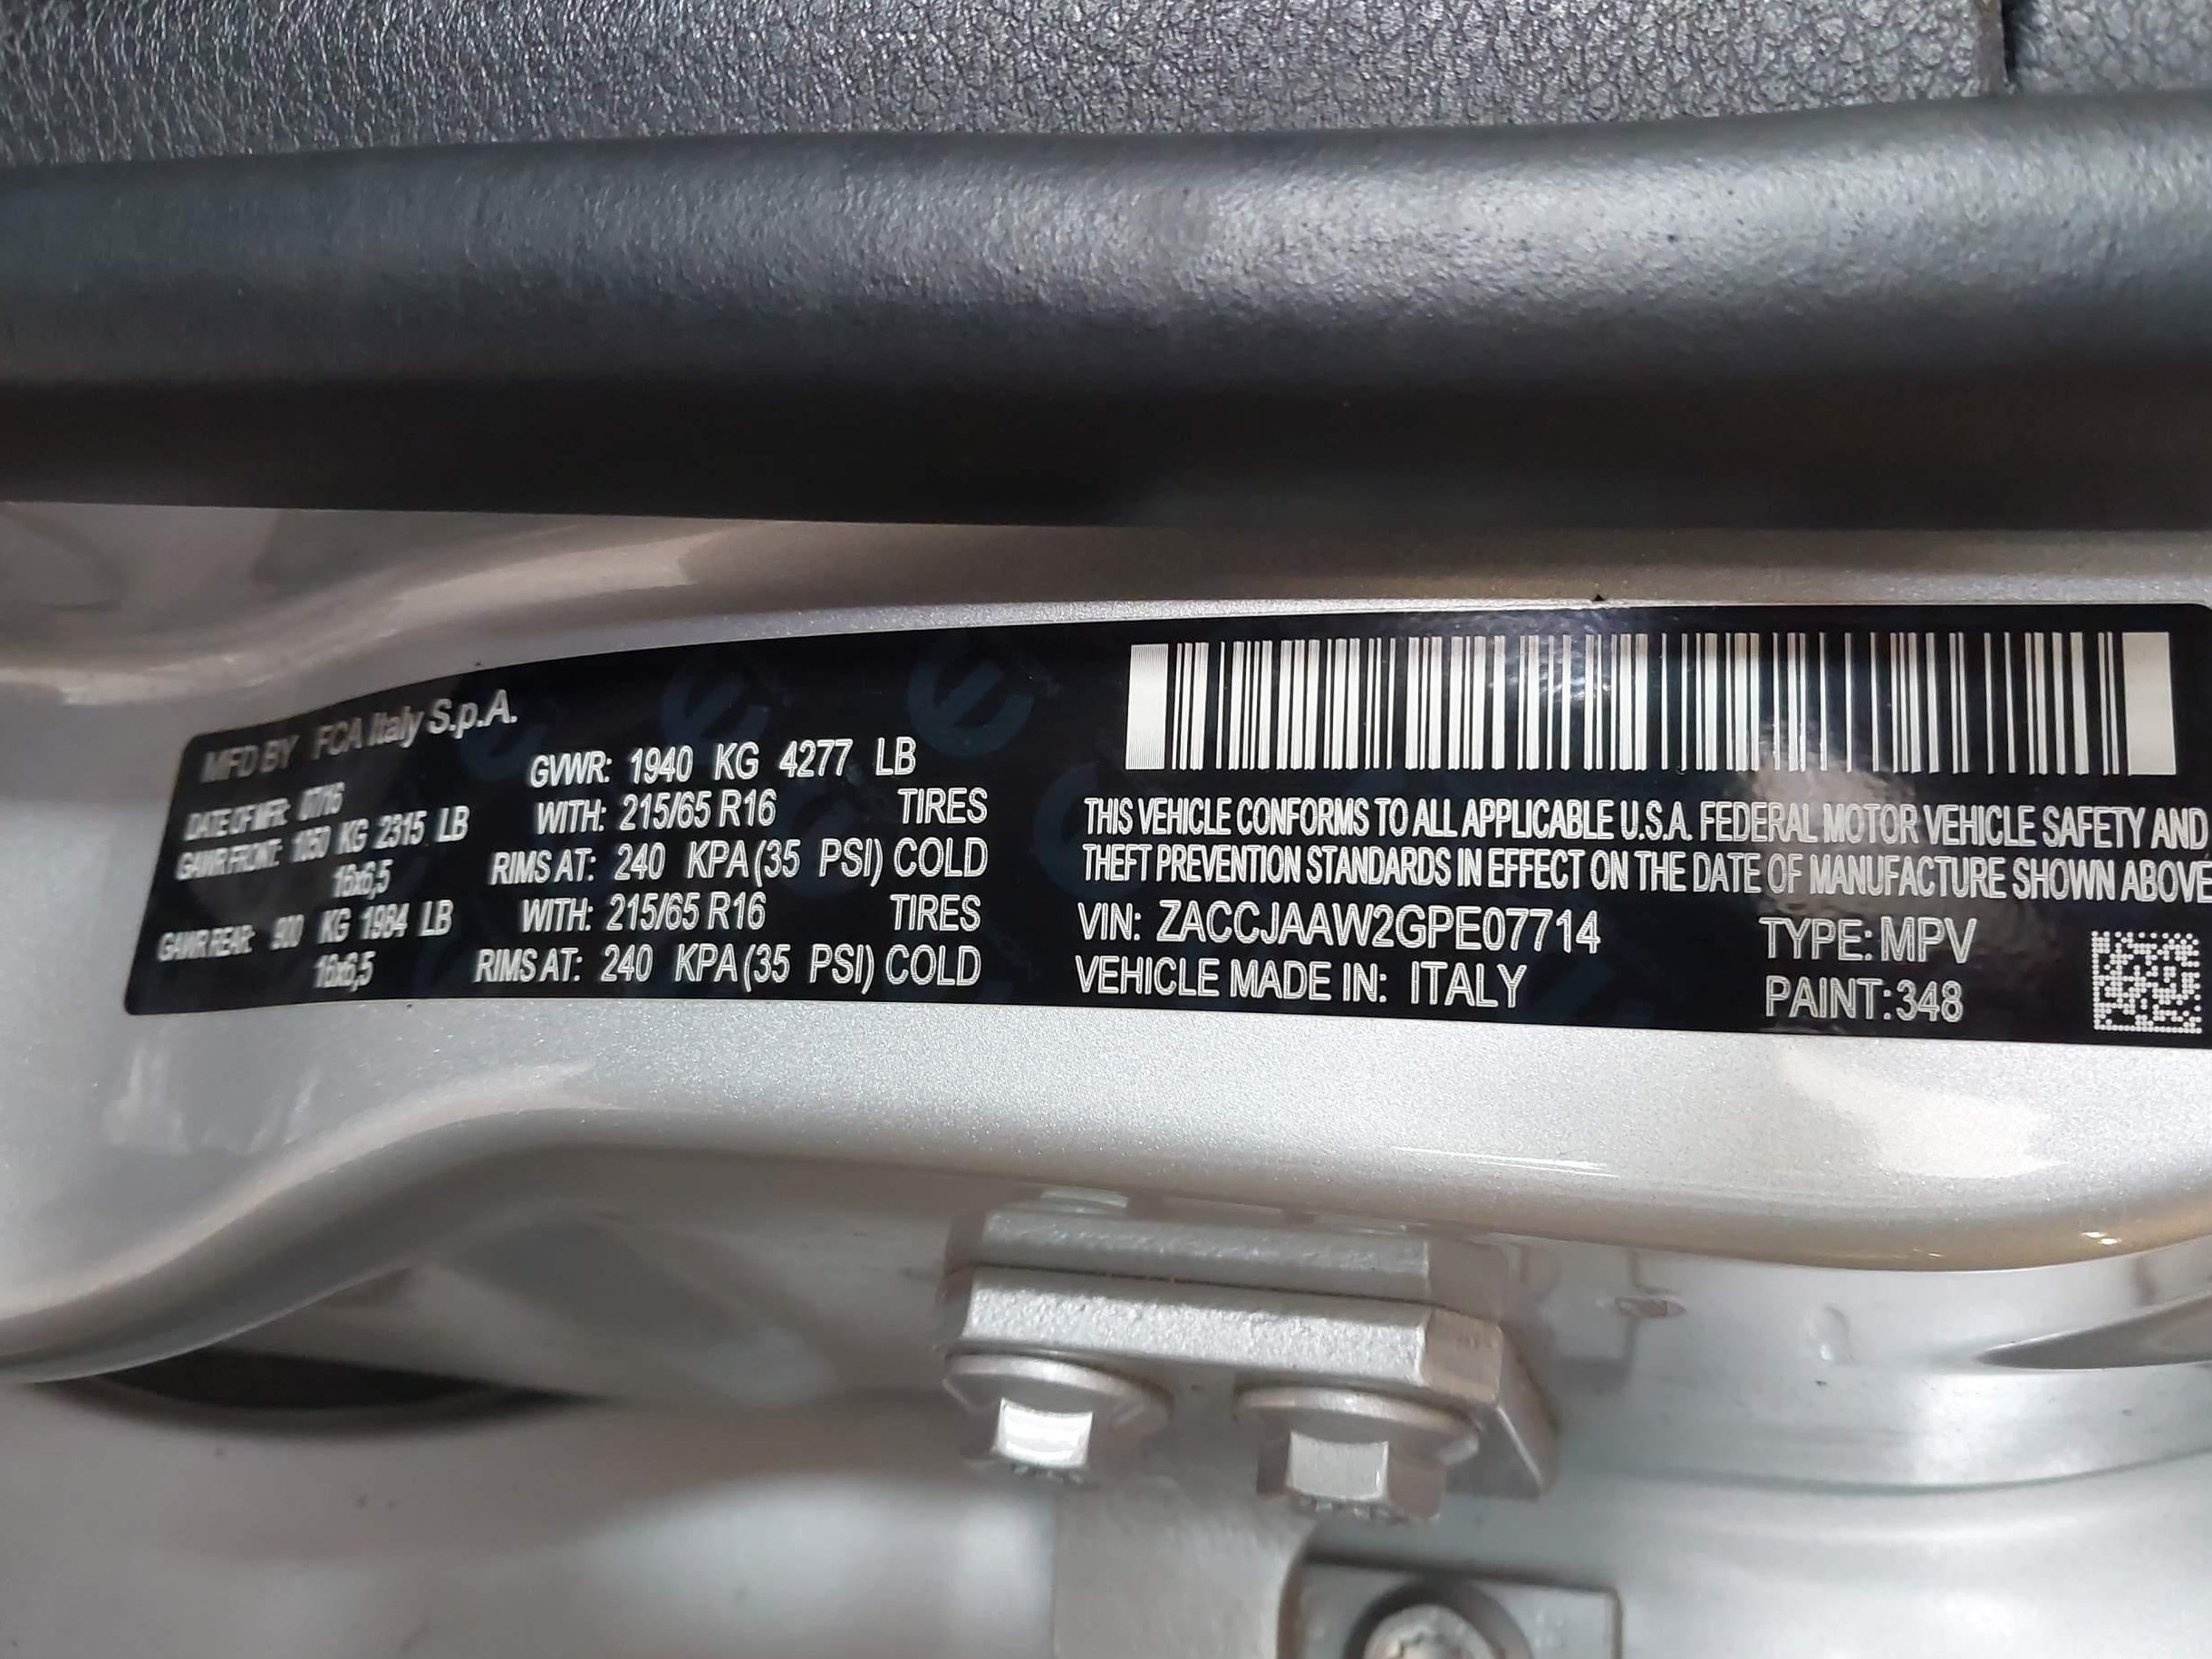 MFD BY FCA Italy S.p.A.
DATE OF MFR: 07/16
GVWR: 1940 KG 4277 LB
GAWR FRONT: 1050 KG 2315 LB WITH: 215/65 R16 TIRES
16x6,5 RIMS AT: 240 KPA (35 PSI) COLD
GAWR REAR: 900 KG 1984 LB WITH: 215/65 R16 TIRES
16x6,5 RIMS AT: 240 KPA (35 PSI) COLD
THIS VEHICLE CONFORMS TO ALL APPLICABLE U.S.A. FEDERAL MOTOR VEHICLE SAFETY AND
THEFT PREVENTION STANDARDS IN EFFECT ON THE DATE OF MANUFACTURE SHOWN ABOVE
VIN: ZACCJAAW2GPE07714 TYPE: MPV
VEHICLE MADE IN: ITALY PAINT: 348